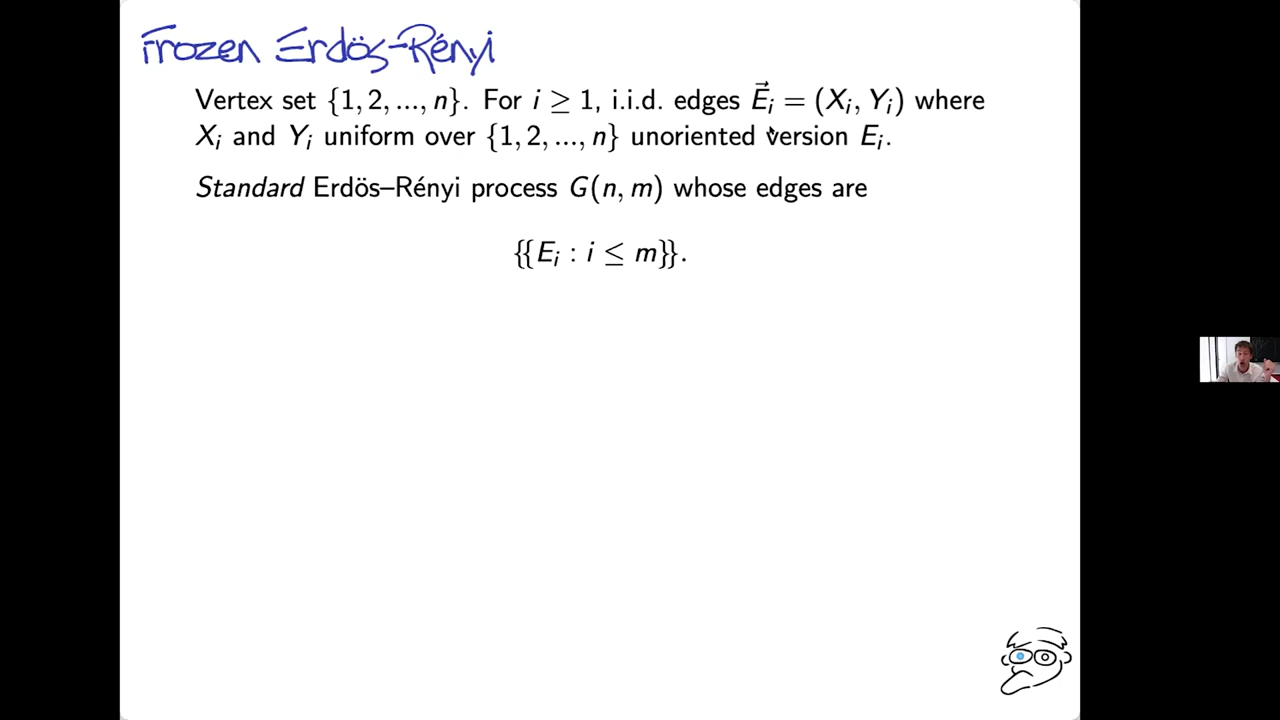 Frozen Erdös-Rényi
Vertex set {1, 2, ..., n}. For i ≥ 1, i.i.d. edges E⃗ᵢ = (Xᵢ, Yᵢ) where
Xᵢ and Yᵢ uniform over {1, 2, ..., n} unoriented version Eᵢ.
Standard Erdös–Rényi process G(n, m) whose edges are
{{Eᵢ : i ≤ m}}.